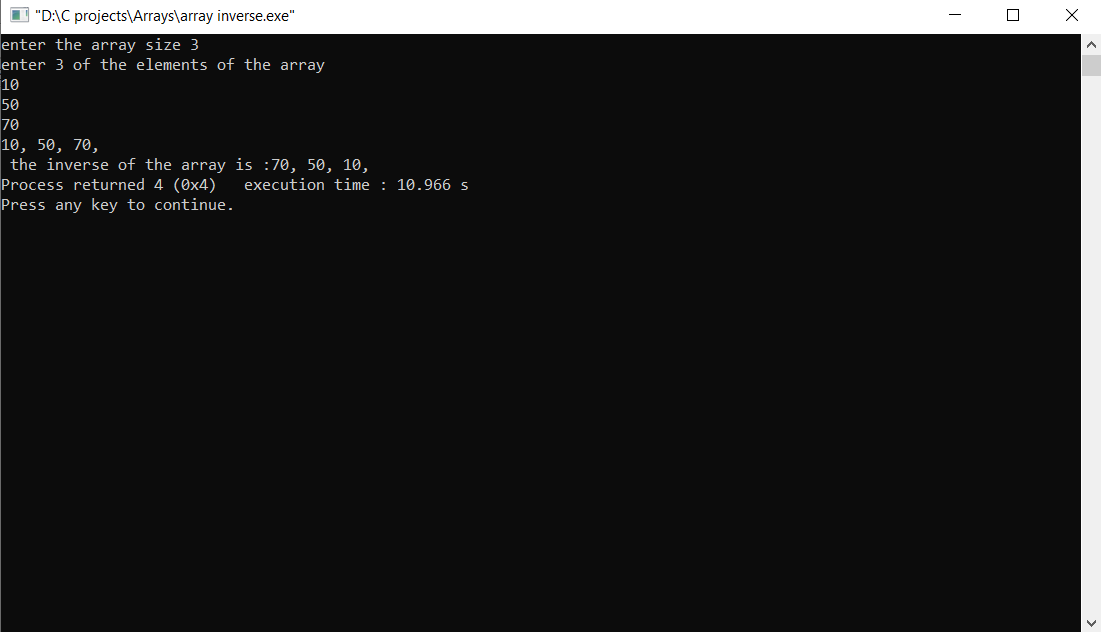 "D:\C projects\Arrays\array inverse.exe"
enter the array size 3
enter 3 of the elements of the array
10
50
70
10, 50, 70,
 the inverse of the array is :70, 50, 10,
Process returned 4 (0x4)   execution time : 10.966 s
Press any key to continue.